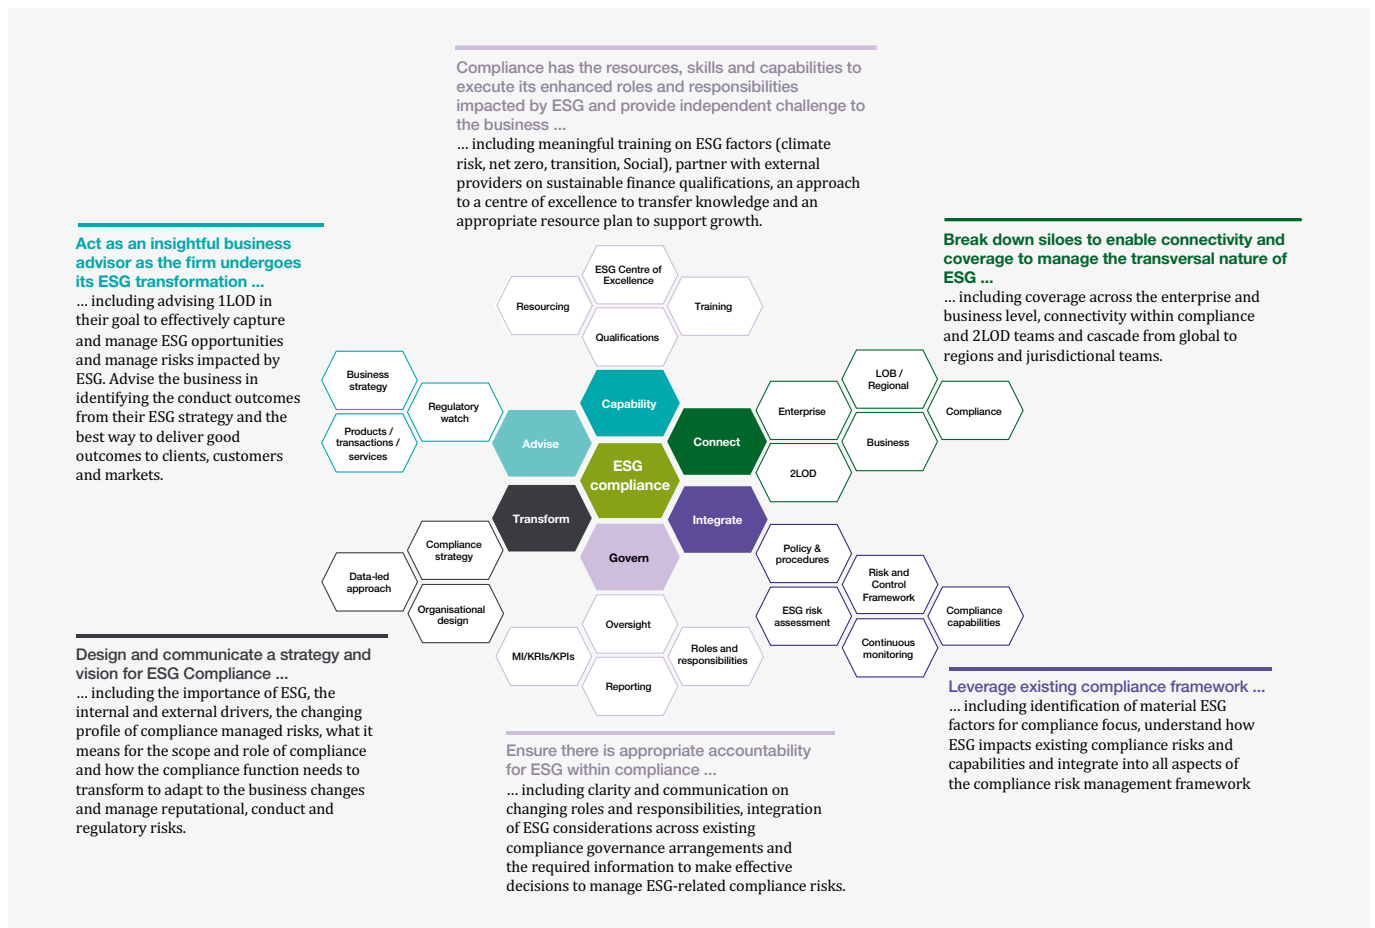 Compliance has the resources, skills and capabilities to
execute its enhanced roles and responsibilities
impacted by ESG and provide independent challenge to
the business ...
... including meaningful training on ESG factors (climate
risk, net zero, transition, Social), partner with external
providers on sustainable finance qualifications, an approach
to a centre of excellence to transfer knowledge and an
appropriate resource plan to support growth.
Act as an insightful business
advisor as the firm undergoes
its ESG transformation ...
... including advising 1LOD in
their goal to effectively capture
and manage ESG opportunities
and manage risks impacted by
ESG. Advise the business in
identifying the conduct outcomes
from their ESG strategy and the
best way to deliver good
outcomes to clients, customers
and markets.
Break down siloes to enable connectivity and
coverage to manage the transversal nature of
ESG ...
... including coverage across the enterprise and
business level, connectivity within compliance
and 2LOD teams and cascade from global to
regions and jurisdictional teams.
ESG Centre of
Excellence
Resourcing
Training
Qualifications
Business
strategy
Regulatory
watch
Products /
transactions /
services
Capability
Advise
Connect
ESG
compliance
Transform
Integrate
Govern
LOB /
Regional
Enterprise
Compliance
Business
2LOD
Compliance
strategy
Data-led
approach
Organisational
design
Policy &
procedures
Risk and
Control
Framework
ESG risk
assessment
Compliance
capabilities
Continuous
monitoring
Oversight
MI/KRIs/KPIs
Roles and
responsibilities
Reporting
Design and communicate a strategy and
vision for ESG Compliance ...
... including the importance of ESG, the
internal and external drivers, the changing
profile of compliance managed risks, what it
means for the scope and role of compliance
and how the compliance function needs to
transform to adapt to the business changes
and manage reputational, conduct and
regulatory risks.
Ensure there is appropriate accountability
for ESG within compliance ...
... including clarity and communication on
changing roles and responsibilities, integration
of ESG considerations across existing
compliance governance arrangements and
the required information to make effective
decisions to manage ESG-related compliance risks.
Leverage existing compliance framework ...
... including identification of material ESG
factors for compliance focus, understand how
ESG impacts existing compliance risks and
capabilities and integrate into all aspects of
the compliance risk management framework